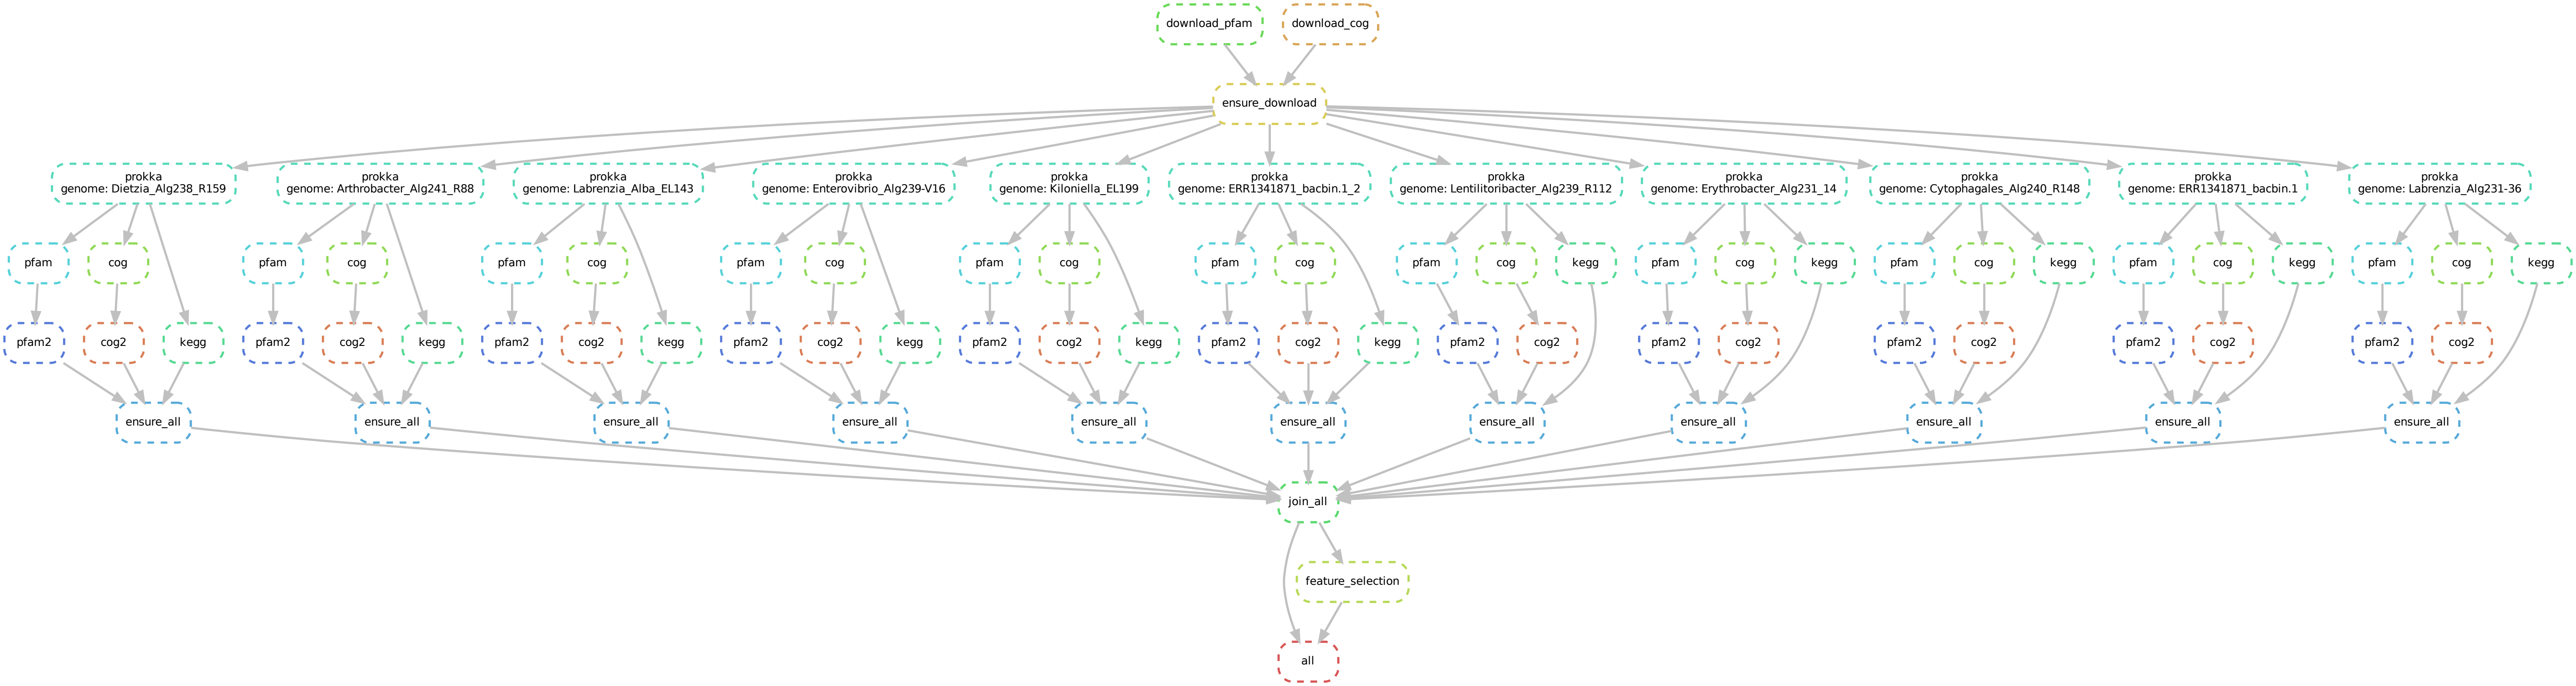 download_pfam
download_cog
ensure_download
prokka
genome: Dietzia_Alg238_R159
prokka
genome: Arthrobacter_Alg241_R88
prokka
genome: Labrenzia_Alba_EL143
prokka
genome: Enterovibrio_Alg239-V16
prokka
genome: Kiloniella_EL199
prokka
genome: ERR1341871_bacbin.1_2
prokka
genome: Lentilitoribacter_Alg239_R112
prokka
genome: Erythrobacter_Alg231_14
prokka
genome: Cytophagales_Alg240_R148
prokka
genome: ERR1341871_bacbin.1
prokka
genome: Labrenzia_Alg231-36
pfam
cog
pfam
cog
pfam
cog
pfam
cog
pfam
cog
pfam
cog
pfam
cog
kegg
pfam
cog
kegg
pfam
cog
kegg
pfam
cog
kegg
pfam
cog
kegg
pfam2
cog2
kegg
pfam2
cog2
kegg
pfam2
cog2
kegg
pfam2
cog2
kegg
pfam2
cog2
kegg
pfam2
cog2
kegg
pfam2
cog2
pfam2
cog2
pfam2
cog2
pfam2
cog2
pfam2
cog2
ensure_all
ensure_all
ensure_all
ensure_all
ensure_all
ensure_all
ensure_all
ensure_all
ensure_all
ensure_all
ensure_all
join_all
feature_selection
all